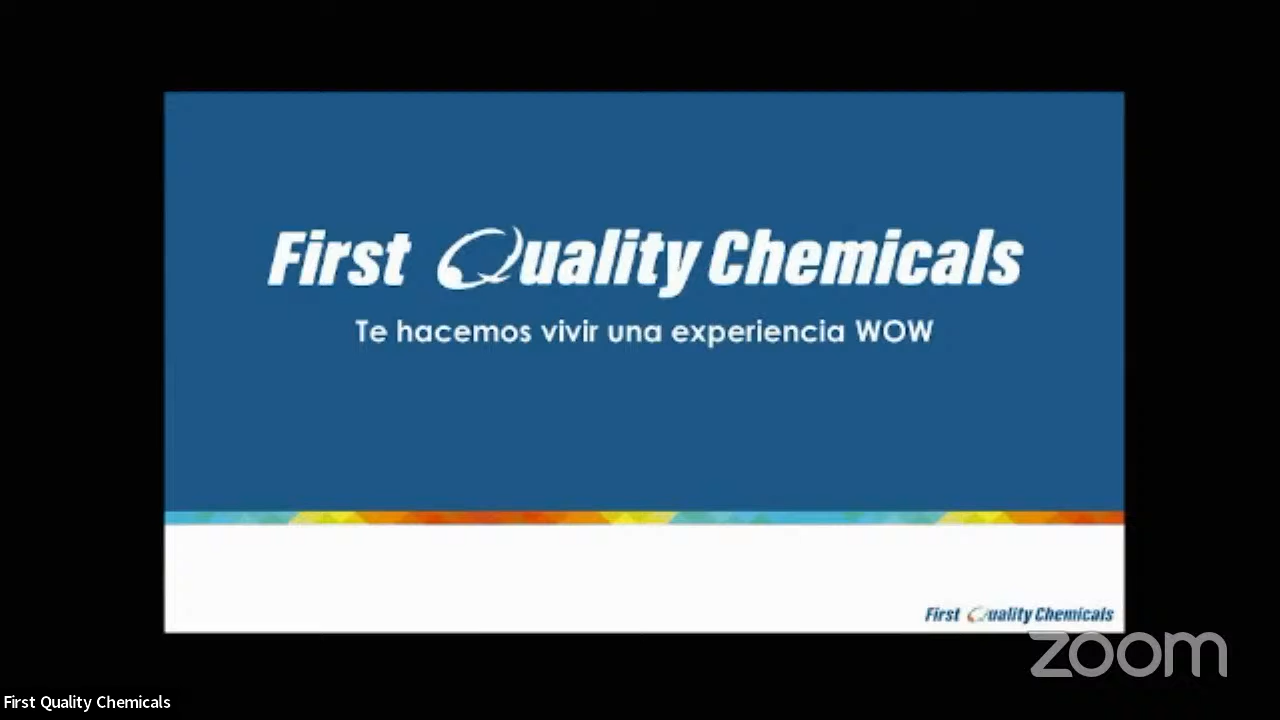 First Quality Chemicals
Te hacemos vivir una experiencia WOW
First Quality Chemicals
zoom
First Quality Chemicals